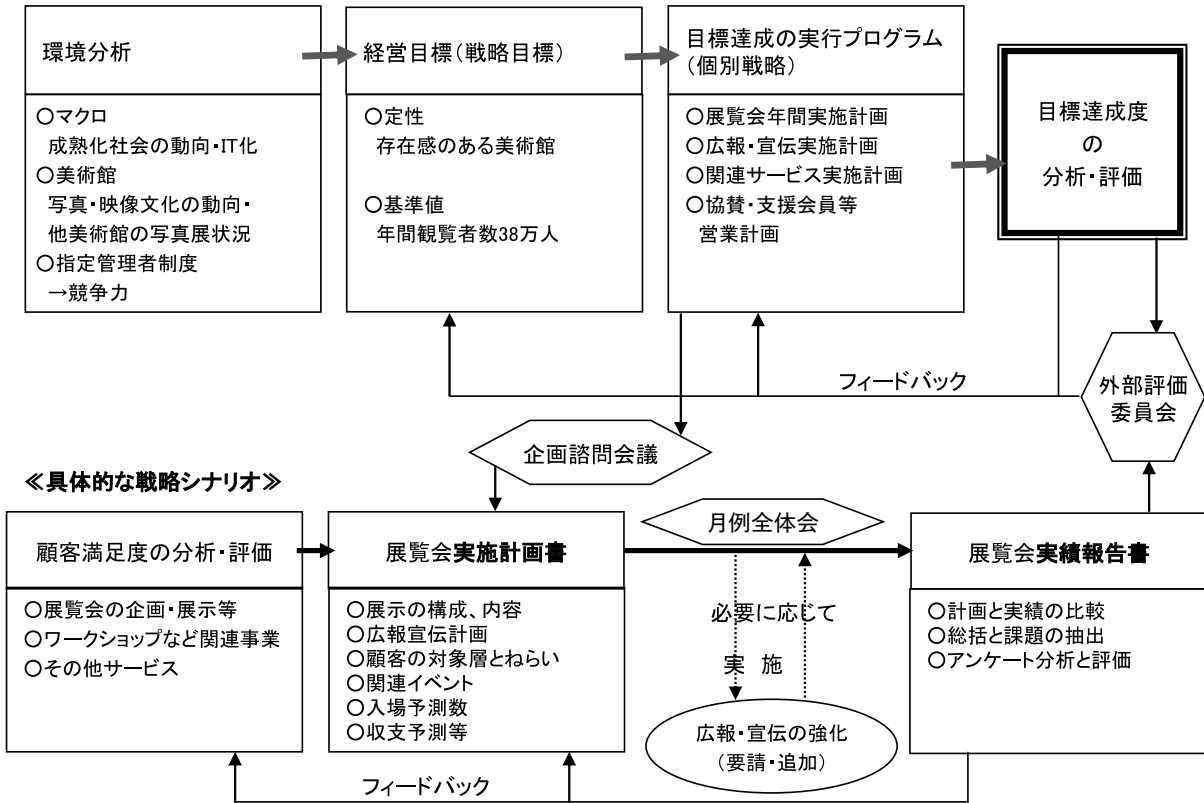 環境分析
○マクロ
成熟化社会の動向・IT化
○美術館
写真・映像文化の動向・
他美術館の写真展状況
○指定管理者制度
→競争力
経営目標(戦略目標)
○定性
存在感のある美術館
○基準値
年間観覧者数38万人
目標達成の実行プログラム
(個別戦略)
○展覧会年間実施計画
○広報・宣伝実施計画
○関連サービス実施計画
○協賛・支援会員等
営業計画
目標達成度
の
分析・評価
フィードバック
外部評価
委員会
企画諮問会議
≪具体的な戦略シナリオ≫
顧客満足度の分析・評価
○展覧会の企画・展示等
○ワークショップなど関連事業
○その他サービス
展覧会実施計画書
○展示の構成、内容
○広報宣伝計画
○顧客の対象層とねらい
○関連イベント
○入場予測数
○収支予測等
月例全体会
必要に応じて
実 施
広報・宣伝の強化
(要請・追加)
展覧会実績報告書
○計画と実績の比較
○総括と課題の抽出
○アンケート分析と評価
フィードバック